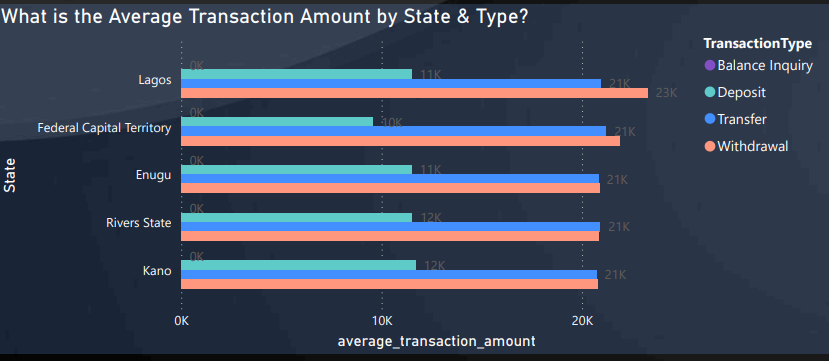 What is the Average Transaction Amount by State & Type?
TransactionType
Balance Inquiry
Deposit
Transfer
Withdrawal
State
Lagos
0K
11K
21K
23K
Federal Capital Territory
0K
10K
21K
Enugu
0K
11K
21K
Rivers State
0K
12K
21K
Kano
0K
12K
21K
0K 10K 20K
average_transaction_amount